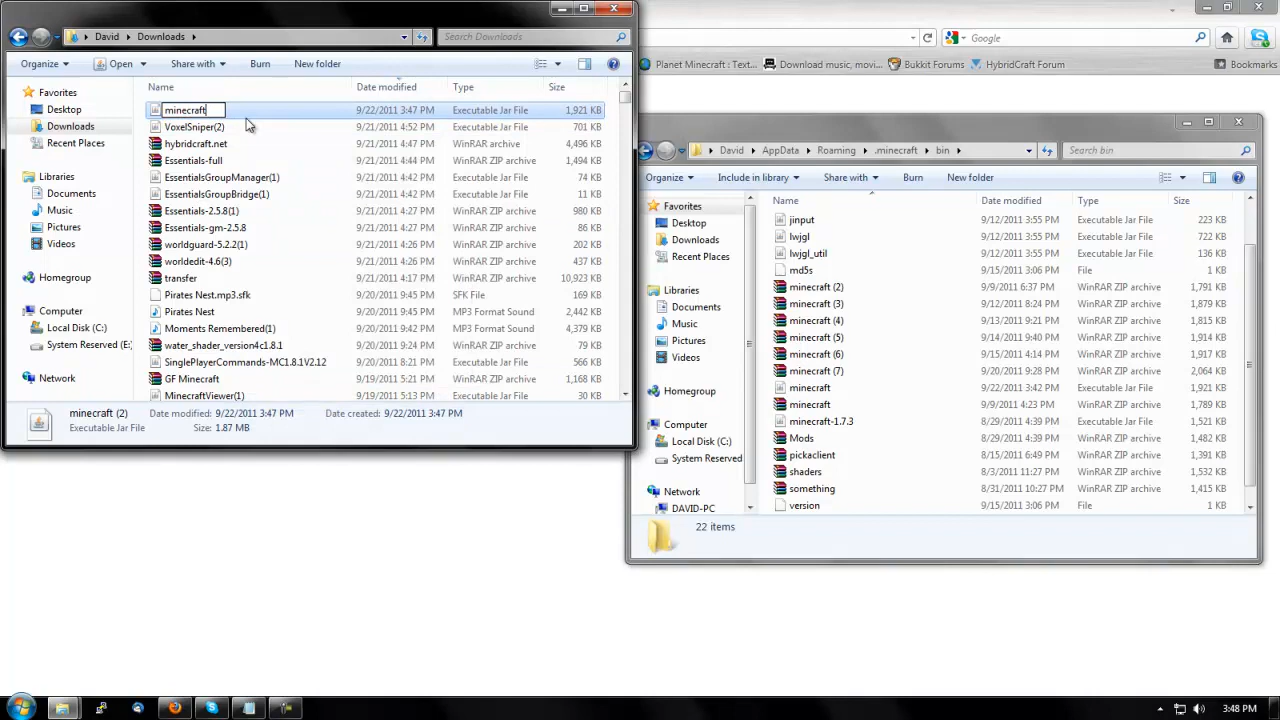 David ▸ Downloads ▸
Search Downloads
Organize
Open
Share with
Burn
New folder
Favorites
Desktop
Downloads
Recent Places
Libraries
Documents
Music
Pictures
Videos
Homegroup
Computer
Local Disk (C:)
System Reserved (E:
Network
Name Date modified Type Size
minecraft 9/22/2011 3:47 PM Executable Jar File 1,921 KB
VoxelSniper(2) 9/21/2011 4:52 PM Executable Jar File 701 KB
hybridcraft.net 9/21/2011 4:47 PM WinRAR archive 4,496 KB
Essentials-full 9/21/2011 4:44 PM WinRAR ZIP archive 1,494 KB
EssentialsGroupManager(1) 9/21/2011 4:42 PM Executable Jar File 74 KB
EssentialsGroupBridge(1) 9/21/2011 4:42 PM Executable Jar File 11 KB
Essentials-2.5.8(1) 9/21/2011 4:27 PM WinRAR ZIP archive 980 KB
Essentials-gm-2.5.8 9/21/2011 4:27 PM WinRAR ZIP archive 86 KB
worldguard-5.2.2(1) 9/21/2011 4:26 PM WinRAR ZIP archive 202 KB
worldedit-4.6(3) 9/21/2011 4:26 PM WinRAR ZIP archive 437 KB
transfer 9/21/2011 4:25 PM WinRAR ZIP archive 10,923 KB
Pirates Nest.mp3.sfk 9/20/2011 9:45 PM SFK File 169 KB
Pirates Nest 9/20/2011 9:45 PM MP3 Format Sound 2,442 KB
Moments Remembered(1) 9/20/2011 9:42 PM MP3 Format Sound 4,379 KB
water_shader_version4c1.8.1 9/20/2011 9:22 PM WinRAR ZIP archive 79 KB
SinglePlayerCommands-MC1.8.1V2.12 9/20/2011 8:21 PM Executable Jar File 566 KB
GF Minecraft 9/19/2011 5:21 PM WinRAR ZIP archive 1,168 KB
MinecraftViewer(1) 9/19/2011 5:13 PM Executable Jar File 30 KB
minecraft (2) Date modified: 9/22/2011 3:47 PM Date created: 9/22/2011 3:47 PM
Executable Jar File Size: 1.87 MB
Google
Planet Minecraft : Text...
Download music, movi...
Bukkit Forums
HybridCraft Forum
Bookmarks
David ▸ AppData ▸ Roaming ▸ .minecraft ▸ bin ▸
Search bin
Organize
Include in library
Share with
Burn
New folder
Favorites
Desktop
Downloads
Recent Places
Libraries
Documents
Music
Pictures
Videos
Homegroup
Computer
Local Disk (C:)
System Reserved
Network
DAVID-PC
Name Date modified Type Size
jinput 9/12/2011 3:55 PM Executable Jar File 223 KB
lwjgl 9/12/2011 3:55 PM Executable Jar File 722 KB
lwjgl_util 9/12/2011 3:55 PM Executable Jar File 136 KB
md5s 9/15/2011 3:06 PM File 1 KB
minecraft (2) 9/9/2011 6:37 PM WinRAR ZIP archive 1,791 KB
minecraft (3) 9/12/2011 8:24 PM WinRAR ZIP archive 1,879 KB
minecraft (4) 9/13/2011 9:21 PM WinRAR ZIP archive 1,815 KB
minecraft (5) 9/14/2011 9:40 PM WinRAR ZIP archive 1,914 KB
minecraft (6) 9/15/2011 4:14 PM WinRAR ZIP archive 1,917 KB
minecraft (7) 9/20/2011 9:28 PM WinRAR ZIP archive 2,064 KB
minecraft 9/22/2011 3:47 PM Executable Jar File 1,921 KB
minecraft 9/9/2011 4:23 PM WinRAR ZIP archive 1,789 KB
minecraft-1.7.3 8/29/2011 4:39 PM Executable Jar File 1,521 KB
Mods 8/29/2011 4:39 PM WinRAR ZIP archive 1,482 KB
pickaclient 8/15/2011 6:49 PM WinRAR ZIP archive 1,391 KB
shaders 8/3/2011 11:27 PM WinRAR ZIP archive 1,532 KB
something 8/31/2011 10:27 PM WinRAR ZIP archive 1,415 KB
version 9/15/2011 3:06 PM File 1 KB
22 items
3:48 PM